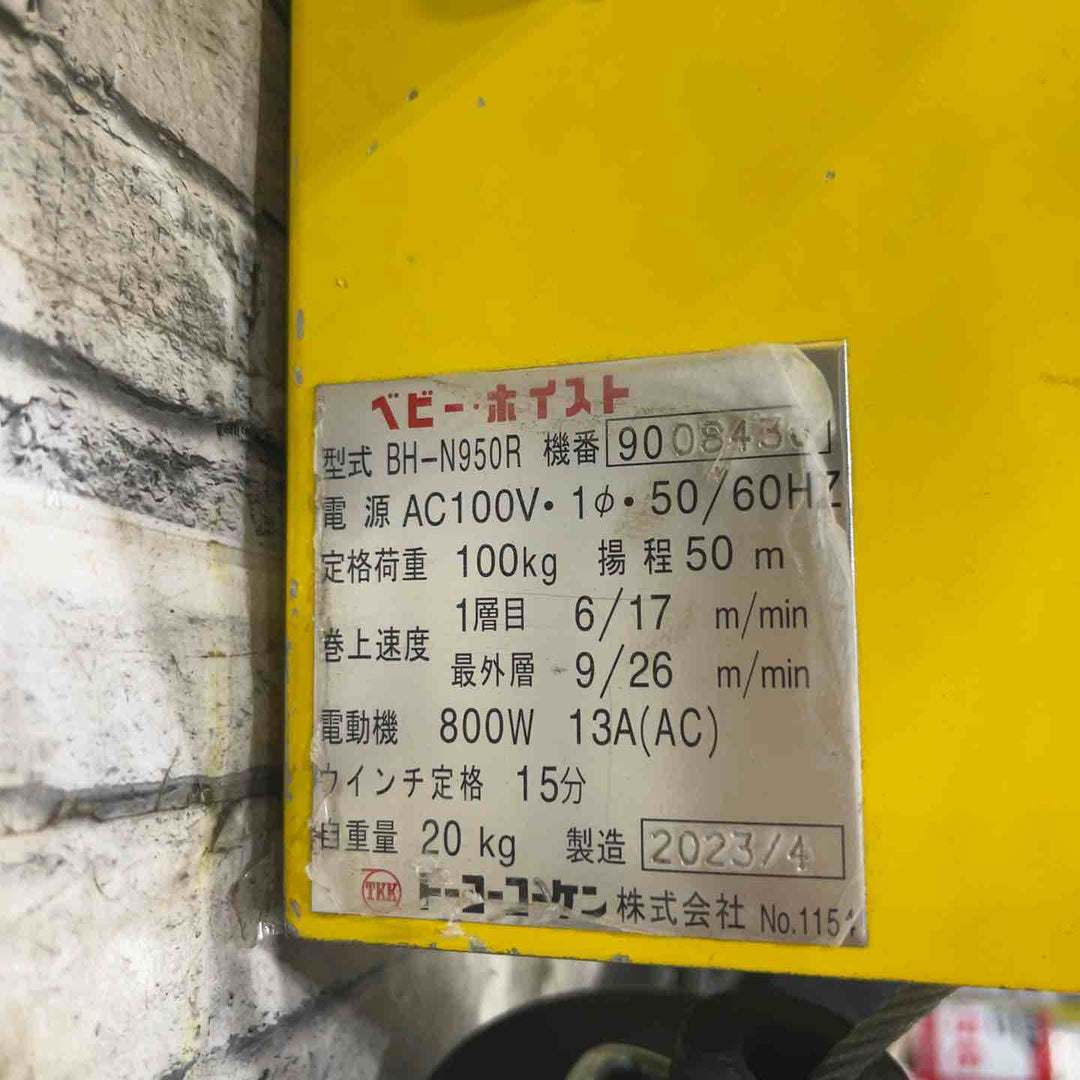 ベビー・ホイスト
型式 BH-N950R 機番
電源 AC100V・1φ・50/60HZ
定格荷重 100kg 揚程 50 m
巻上速度 1層目 6/17 m/min
最外層 9/26 m/min
電動機 800W 13A(AC)
ウインチ定格 15分
自重量 20 kg 製造 2023/4
TKK トーヨーコーケン 株式会社 No.1154